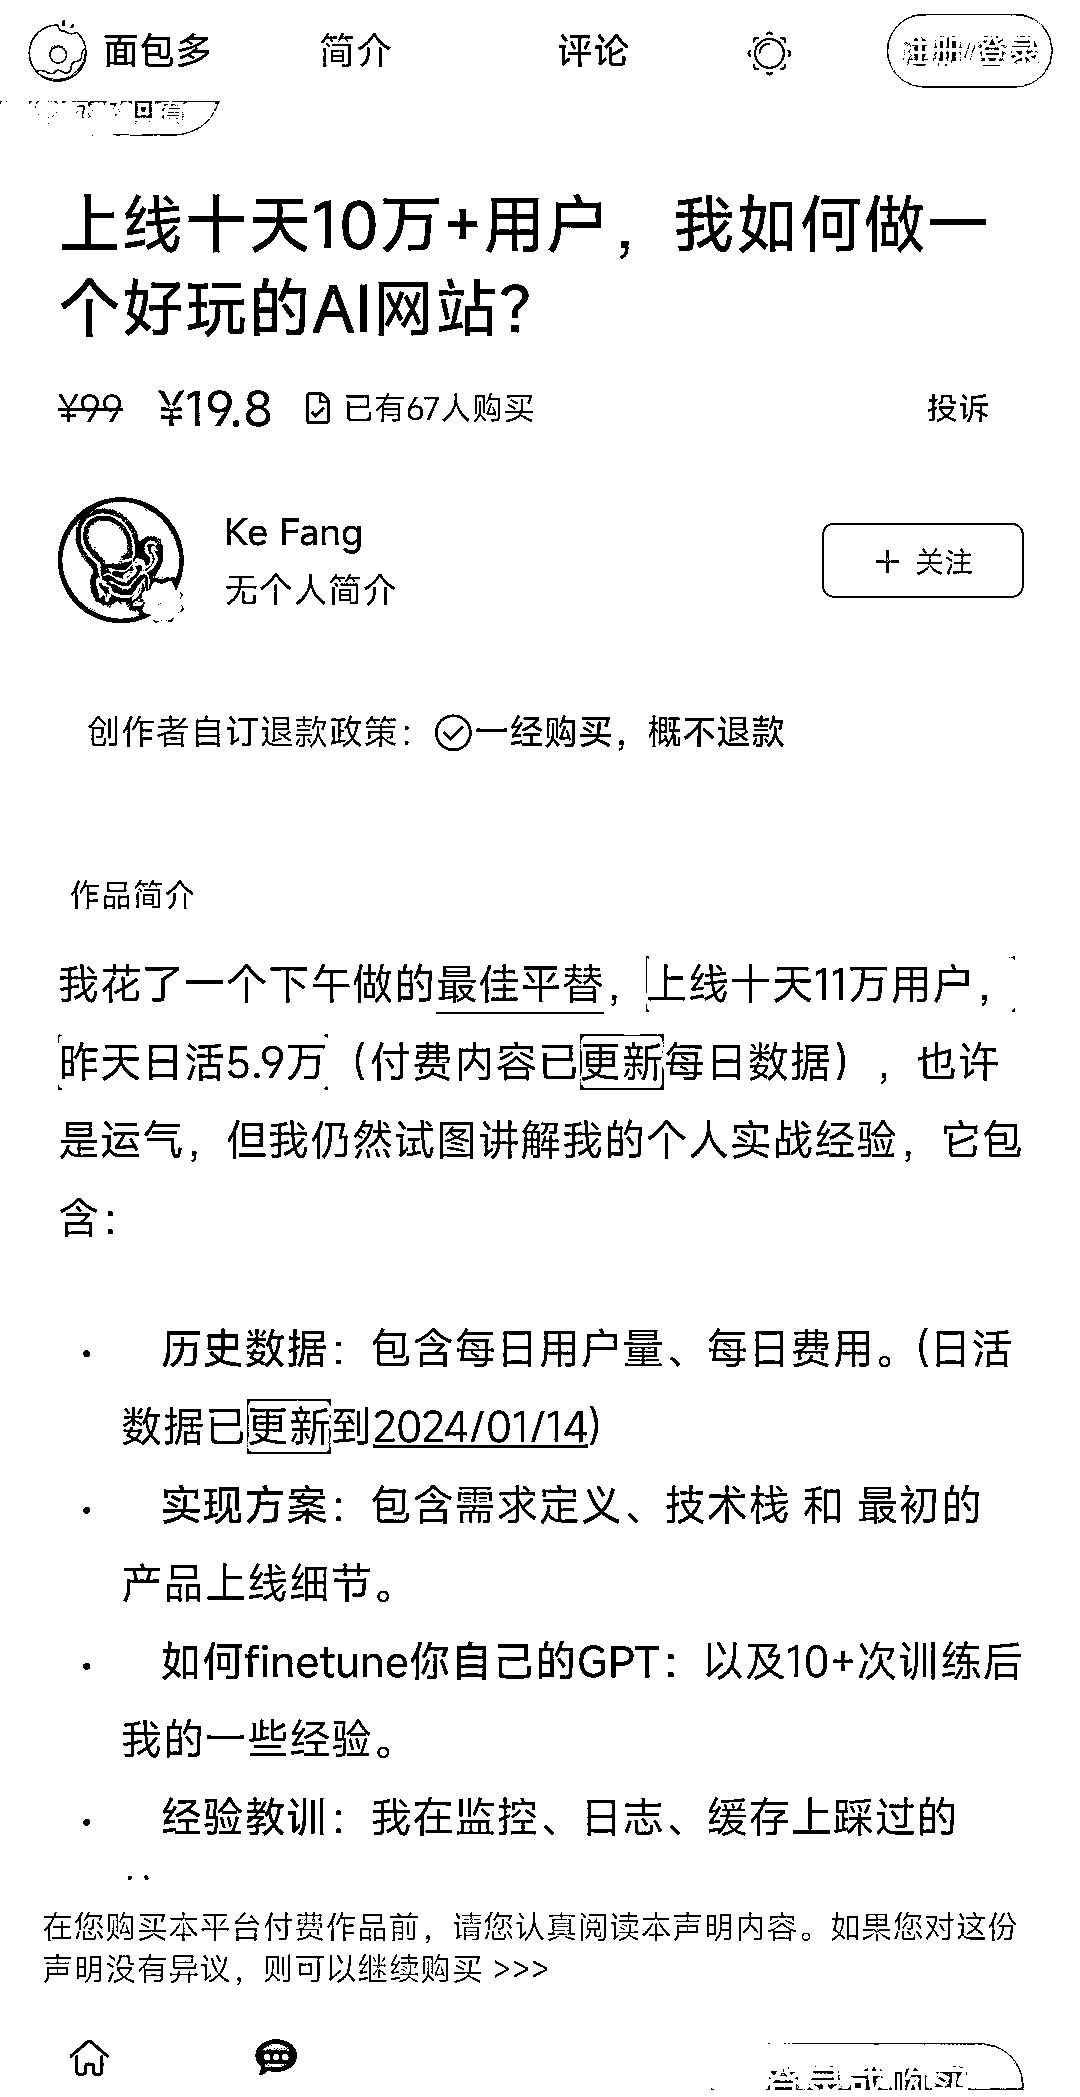 面包多 简介 评论 注册/登录
上线十天10万+用户，我如何做一
个好玩的AI网站？
¥99 ¥19.8 已有67人购买 投诉
Ke Fang
无个人简介
+ 关注
创作者自订退款政策：一经购买，概不退款
作品简介
我花了一个下午做的最佳平替，上线十天11万用户，
昨天日活5.9万（付费内容已更新每日数据），也许
是运气，但我仍然试图讲解我的个人实战经验，它包
含：
· 历史数据：包含每日用户量、每日费用。(日活
数据已更新到2024/01/14)
· 实现方案：包含需求定义、技术栈 和 最初的
产品上线细节。
· 如何finetune你自己的GPT：以及10+次训练后
我的一些经验。
· 经验教训：我在监控、日志、缓存上踩过的
在您购买本平台付费作品前，请您认真阅读本声明内容。如果您对这份
声明没有异议，则可以继续购买 >>>
登录或购买